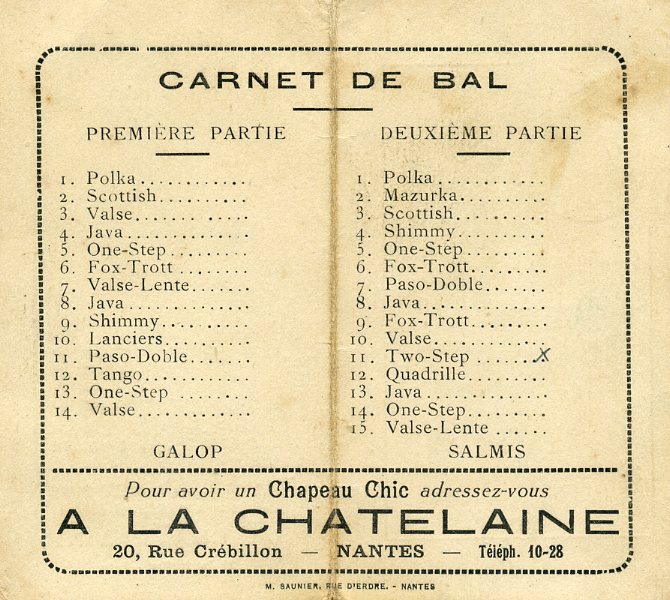 CARNET DE BAL
PREMIÈRE PARTIE
1. Polka............
2. Scottish..........
3. Valse.............
4. Java..............
5. One-Step..........
6. Fox-Trott.........
7. Valse-Lente.......
8. Java..............
9. Shimmy............
10. Lanciers.........
11. Paso-Doble.......
12. Tango............
13. One-Step ........
14. Valse............
GALOP
DEUXIÈME PARTIE
1. Polka............
2. Mazurka...........
3. Scottish..........
4. Shimmy............
5. One-Step..........
6. Fox-Trott.........
7. Paso-Doble........
8. Java..............
9. Fox-Trott.........
10. Valse............
11. Two-Step ........x
12. Quadrille........
13. Java.............
14. One-Step.........
15. Valse-Lente ......
SALMIS
Pour avoir un Chapeau Chic adressez-vous
A LA CHATELAINE
20, Rue Crébillon — NANTES — Téléph. 10-28
M. SAUNIER, RUE D'ERDRE. - NANTES